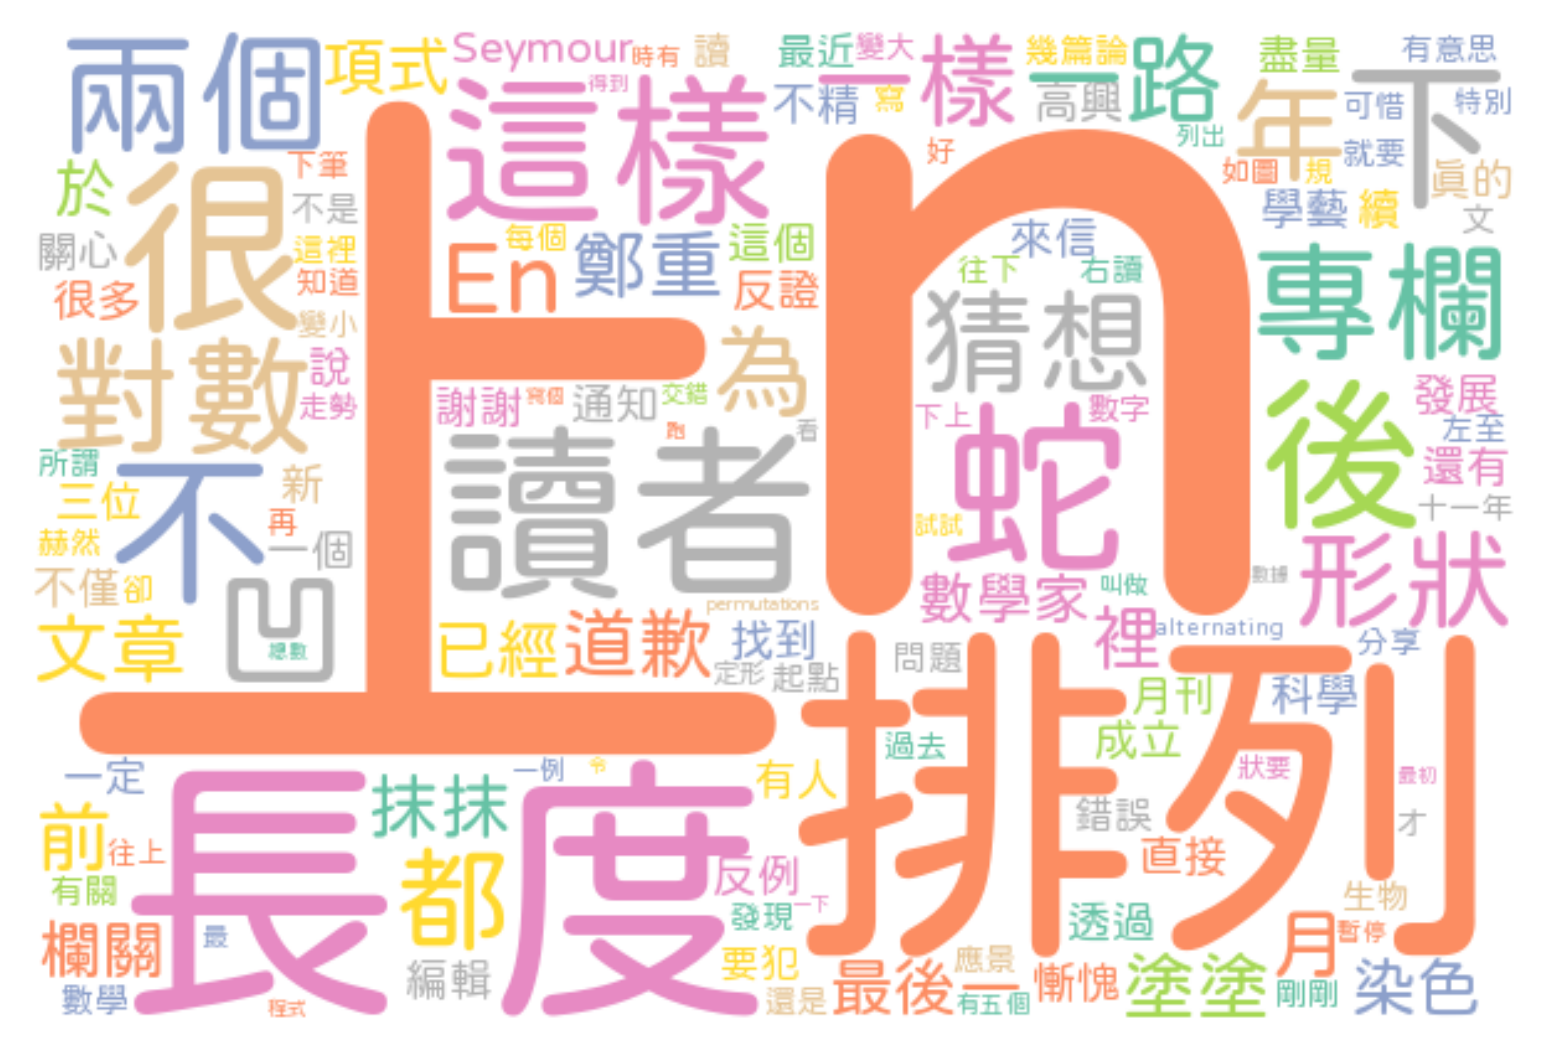 兩個
項式
Seymour
時有
讀
最近
變大
一樣
幾篇論
一路
盡量
有意思
下
得到
這樣
不精
寫
高興
列出
年
可惜
特別
於
很
下筆
上
n
好
如圖
規
就要
眞的
不是
學藝
續
文
關心
這裡
En
每個
鄭重
這個
來信
很多
知道
反證
往下
右讀
專欄
變小
猜想
對數
說
為
走勢
謝謝
寫個
通知
交錯
下上
數字
後
發展
讀者
跑
看
蛇
左至
所謂
不
新
還有
三位
再
試試
十一年
赫然
一個
形狀
不僅
卻
凹
數學家
叫做
數據
permutations
文章
總數
已經
道歉
找到
裡
alternating
分享
定形
起點
問題
排列
月刊
科學
過去
成立
一定
長度
抹抹
一例
令
有人
狀要
最初
前
往上
都
錯誤
才
直接
有關
反例
發現
一下
生物
欄關
最
透過
月
暫停
編輯
要犯
應景
數學
程式
還是
最後一
有五個
慚愧
塗塗
剛剛
染色